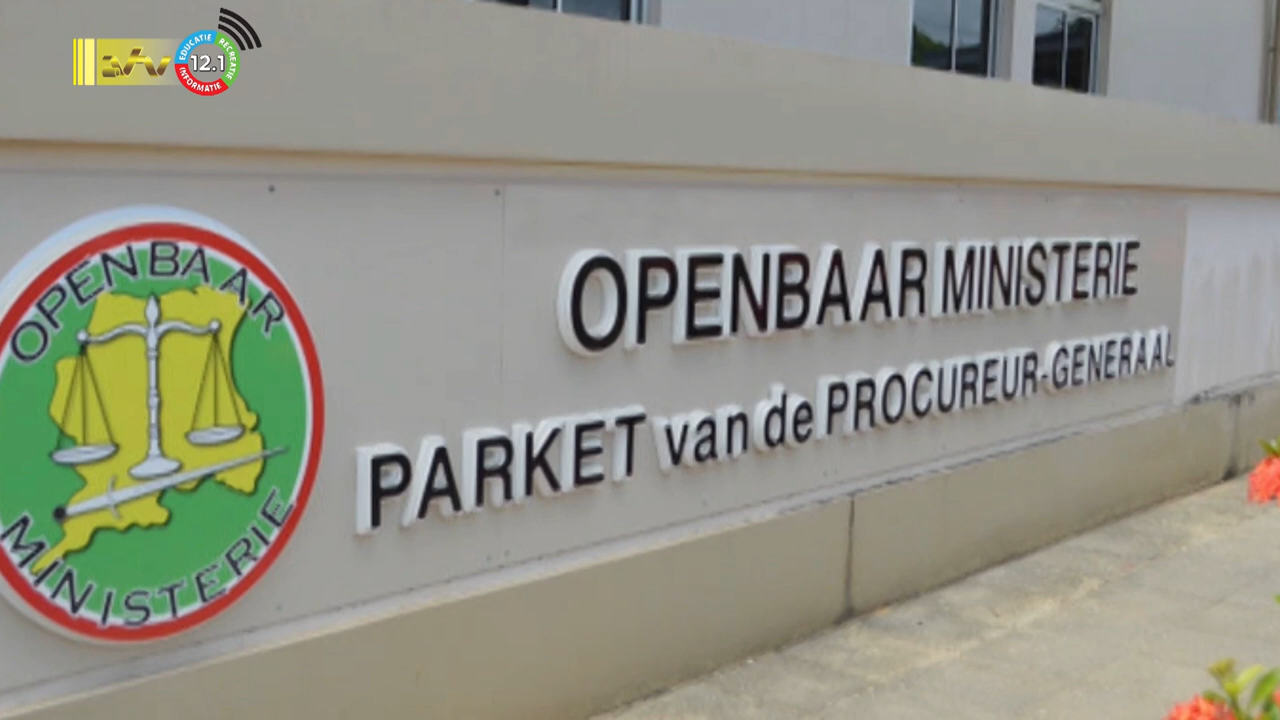 EDUCATIE
RECREATIE
INFORMATIE
12.1
OPENBAAR
MINISTERIE
OPENBAAR MINISTERIE
PARKET van de PROCUREUR-GENERAAL